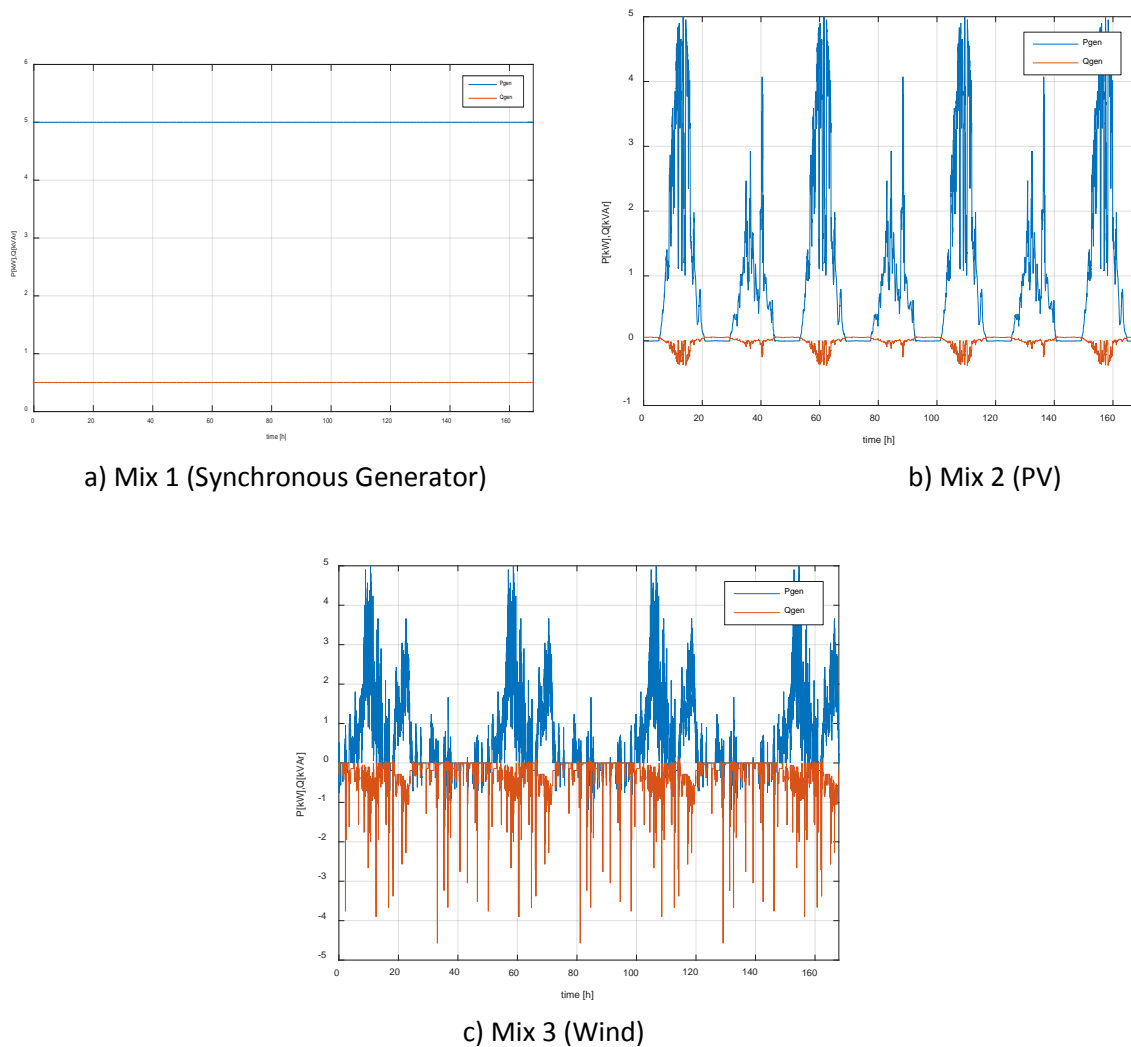 6
5
4
3
2
1
0
P[kW],Q[kVAr]
Pgen
Qgen
0 20 40 60 80 100 120 140 160
time [h]
a) Mix 1 (Synchronous Generator)
5
4
3
2
1
0
-1
P[kW],Q[kVAr]
Pgen
Qgen
0 20 40 60 80 100 120 140 160
time [h]
b) Mix 2 (PV)
5
4
3
2
1
0
-1
-2
-3
-4
-5
P[kW],Q[kVAr]
Pgen
Qgen
0 20 40 60 80 100 120 140 160
time [h]
c) Mix 3 (Wind)